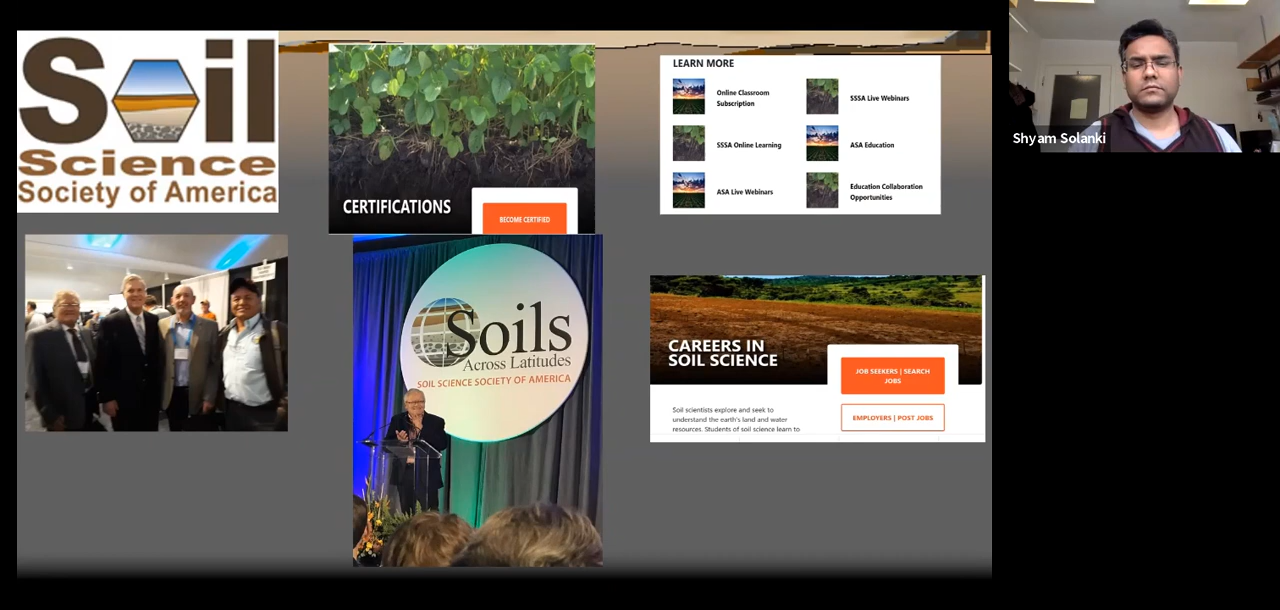 Soil
Science
Society of America
CERTIFICATIONS
BECOME CERTIFIED
LEARN MORE
Online Classroom
Subscription
SSSA Live Webinars
SSSA Online Learning
ASA Education
ASA Live Webinars
Education Collaboration
Opportunities
Shyam Solanki
Soils
Across Latitudes
SOIL SCIENCE SOCIETY OF AMERICA
CAREERS IN
SOIL SCIENCE
JOB SEEKERS | SEARCH
JOBS
Soil scientists explore and seek to
understand the earth's land and water
resources. Students of soil science learn to
EMPLOYERS | POST JOBS